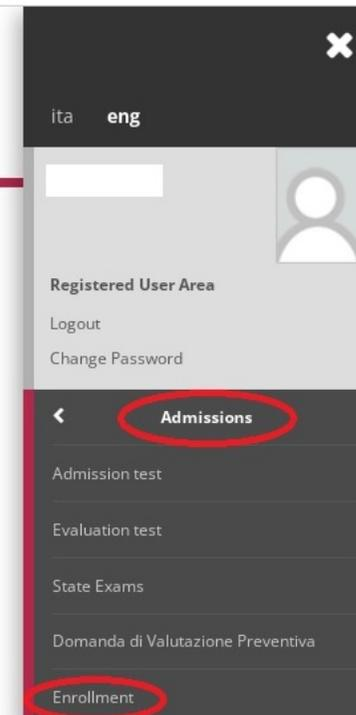 ita eng
Registered User Area
Logout
Change Password
Admissions
Admission test
Evaluation test
State Exams
Domanda di Valutazione Preventiva
Enrollment